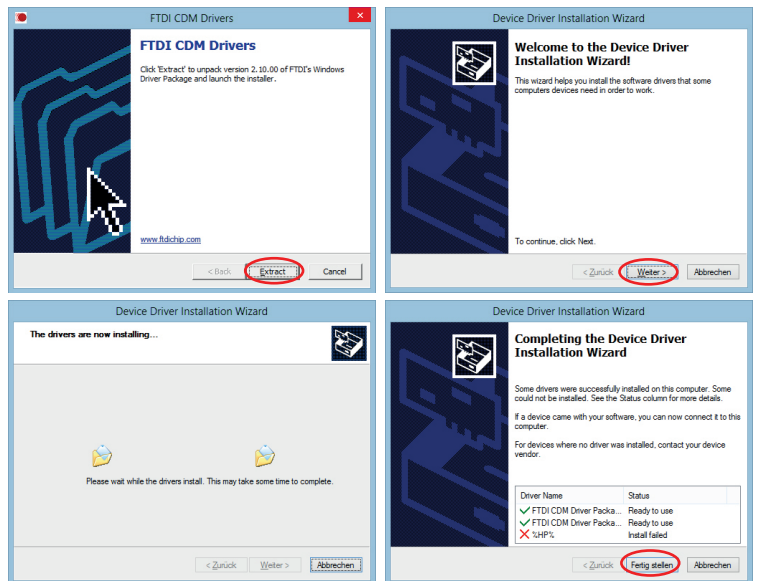 FTDI CDM Drivers
FTDI CDM Drivers
Click 'Extract' to unpack version 2.10.00 of FTDI's Windows
Driver Package and launch the installer.
www.ftdichip.com
< Back Extract Cancel
Device Driver Installation Wizard
Welcome to the Device Driver
Installation Wizard!
This wizard helps you install the software drivers that some
computers devices need in order to work.
To continue, click Next.
< Zurück Weiter > Abbrechen
Device Driver Installation Wizard
The drivers are now installing...
Please wait while the drivers install. This may take some time to complete.
< Zurück Weiter > Abbrechen
Device Driver Installation Wizard
Completing the Device Driver
Installation Wizard
Some drivers were successfully installed on this computer. Some
could not be installed. See the Status column for more details.
If a device came with your software, you can now connect it to this
computer.
For devices where no driver was installed, contact your device
vendor.
Driver Name Status
FTDI CDM Driver Packa... Ready to use
FTDI CDM Driver Packa... Ready to use
%HP% Install failed
< Zurück Fertig stellen Abbrechen